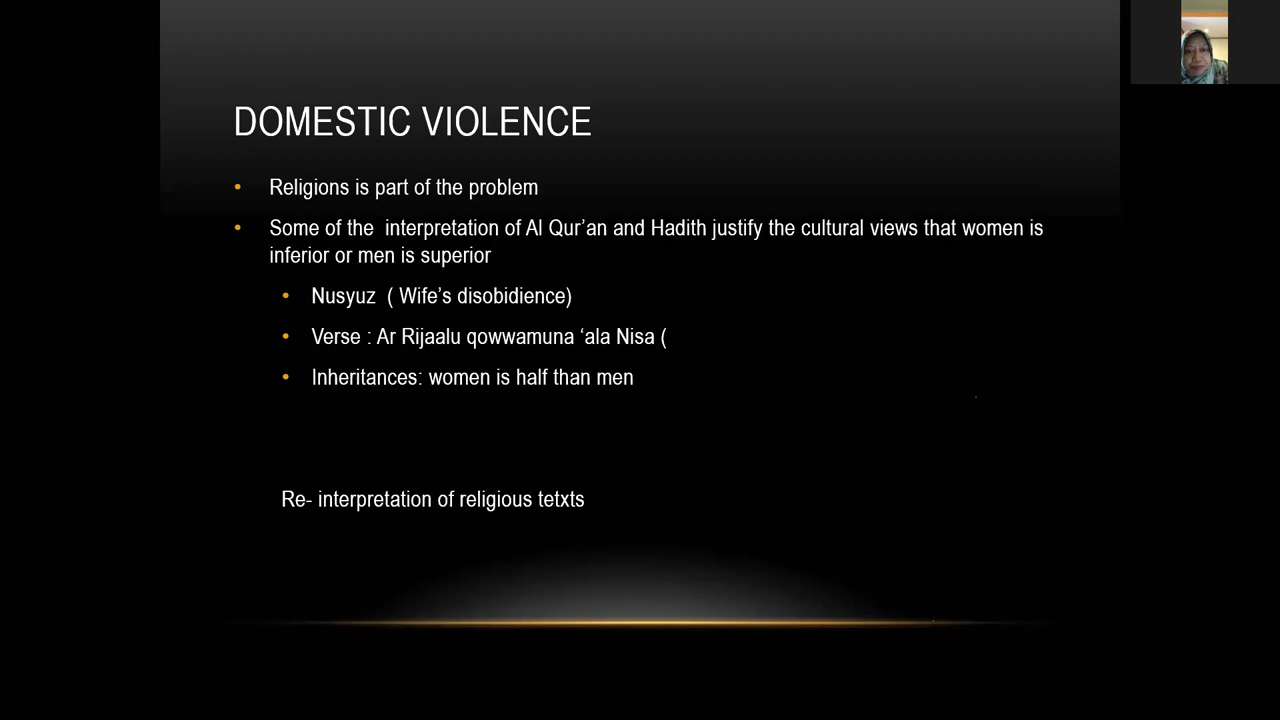 DOMESTIC VIOLENCE
• Religions is part of the problem
• Some of the  interpretation of Al Qur’an and Hadith justify the cultural views that women is
inferior or men is superior
• Nusyuz  ( Wife’s disobidience)
• Verse : Ar Rijaalu qowwamuna ‘ala Nisa (
• Inheritances: women is half than men
Re- interpretation of religious tetxts